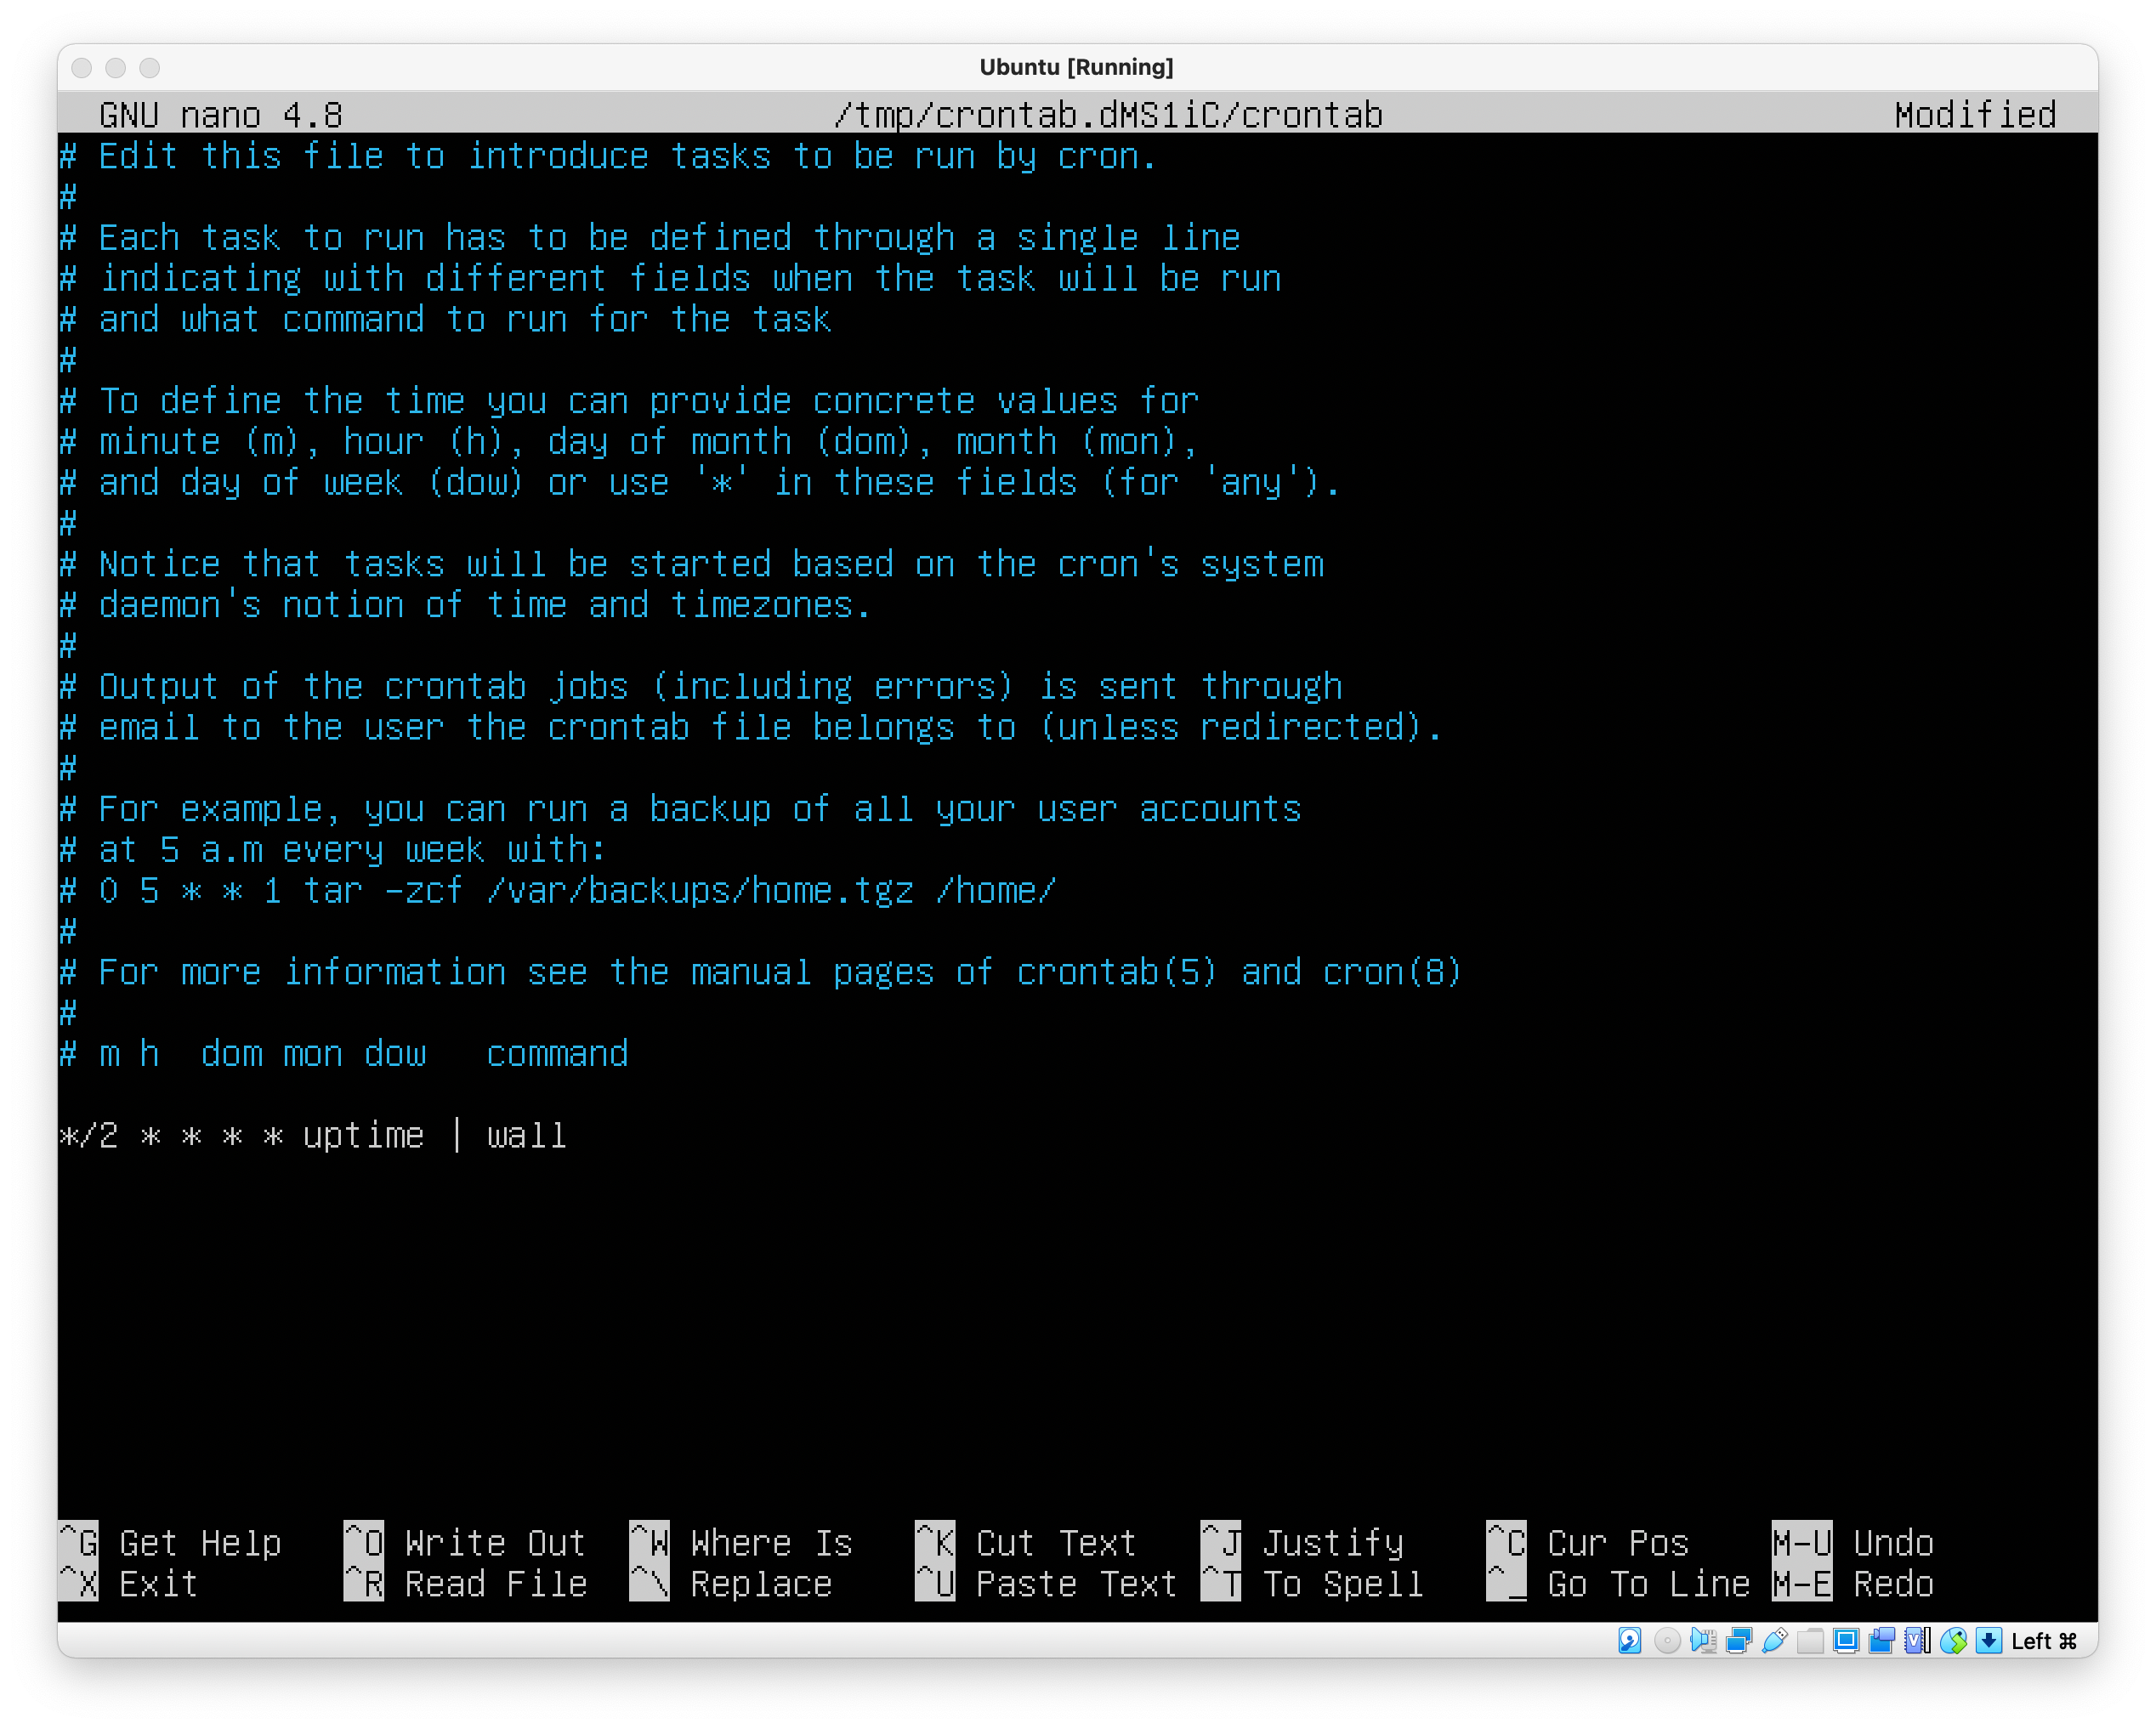 Ubuntu [Running]
GNU nano 4.8 /tmp/crontab.dMS1iC/crontab Modified
# Edit this file to introduce tasks to be run by cron.
#
# Each task to run has to be defined through a single line
# indicating with different fields when the task will be run
# and what command to run for the task
#
# To define the time you can provide concrete values for
# minute (m), hour (h), day of month (dom), month (mon),
# and day of week (dow) or use '*' in these fields (for 'any').
#
# Notice that tasks will be started based on the cron's system
# daemon's notion of time and timezones.
#
# Output of the crontab jobs (including errors) is sent through
# email to the user the crontab file belongs to (unless redirected).
#
# For example, you can run a backup of all your user accounts
# at 5 a.m every week with:
# 0 5 * * 1 tar -zcf /var/backups/home.tgz /home/
#
# For more information see the manual pages of crontab(5) and cron(8)
#
# m h  dom mon dow   command
*/2 * * * * uptime | wall
^G Get Help ^O Write Out ^W Where Is ^K Cut Text ^J Justify ^C Cur Pos M-U Undo
^X Exit ^R Read File ^\ Replace ^U Paste Text ^T To Spell ^_ Go To Line M-E Redo
Left ⌘